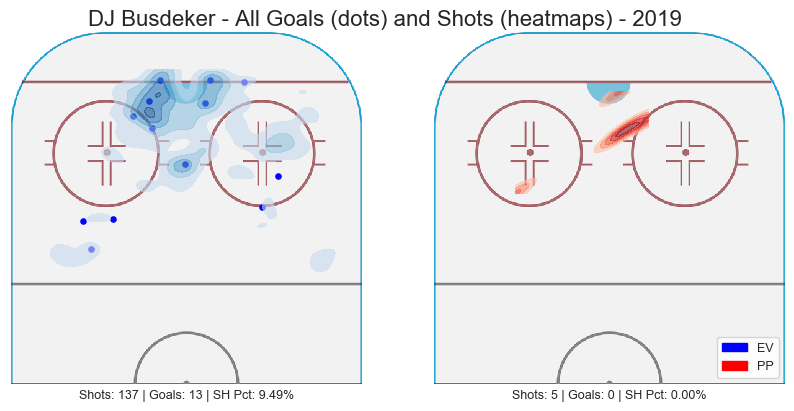 DJ Busdeker - All Goals (dots) and Shots (heatmaps) - 2019
EV
PP
Shots: 137 | Goals: 13 | SH Pct: 9.49%
Shots: 5 | Goals: 0 | SH Pct: 0.00%